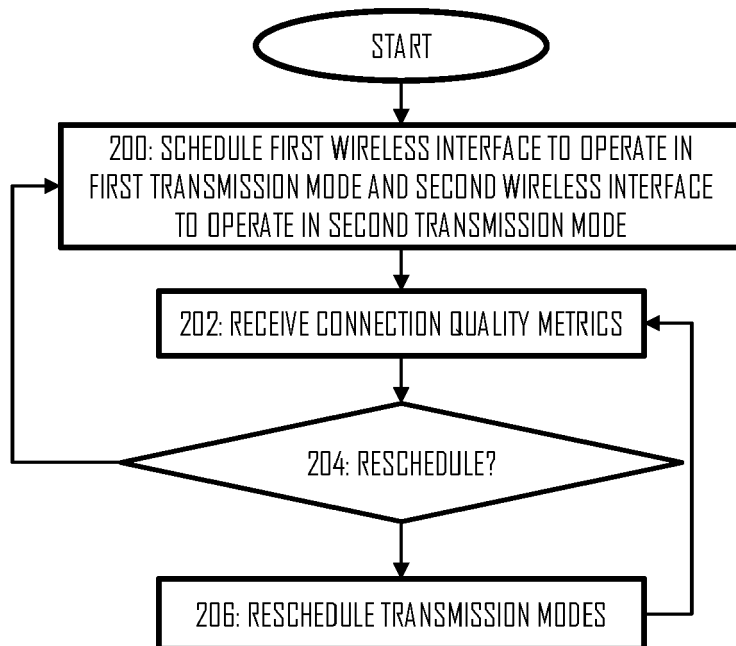 START
200: SCHEDULE FIRST WIRELESS INTERFACE TO OPERATE IN
FIRST TRANSMISSION MODE AND SECOND WIRELESS INTERFACE
TO OPERATE IN SECOND TRANSMISSION MODE
202: RECEIVE CONNECTION QUALITY METRICS
204: RESCHEDULE?
206: RESCHEDULE TRANSMISSION MODES